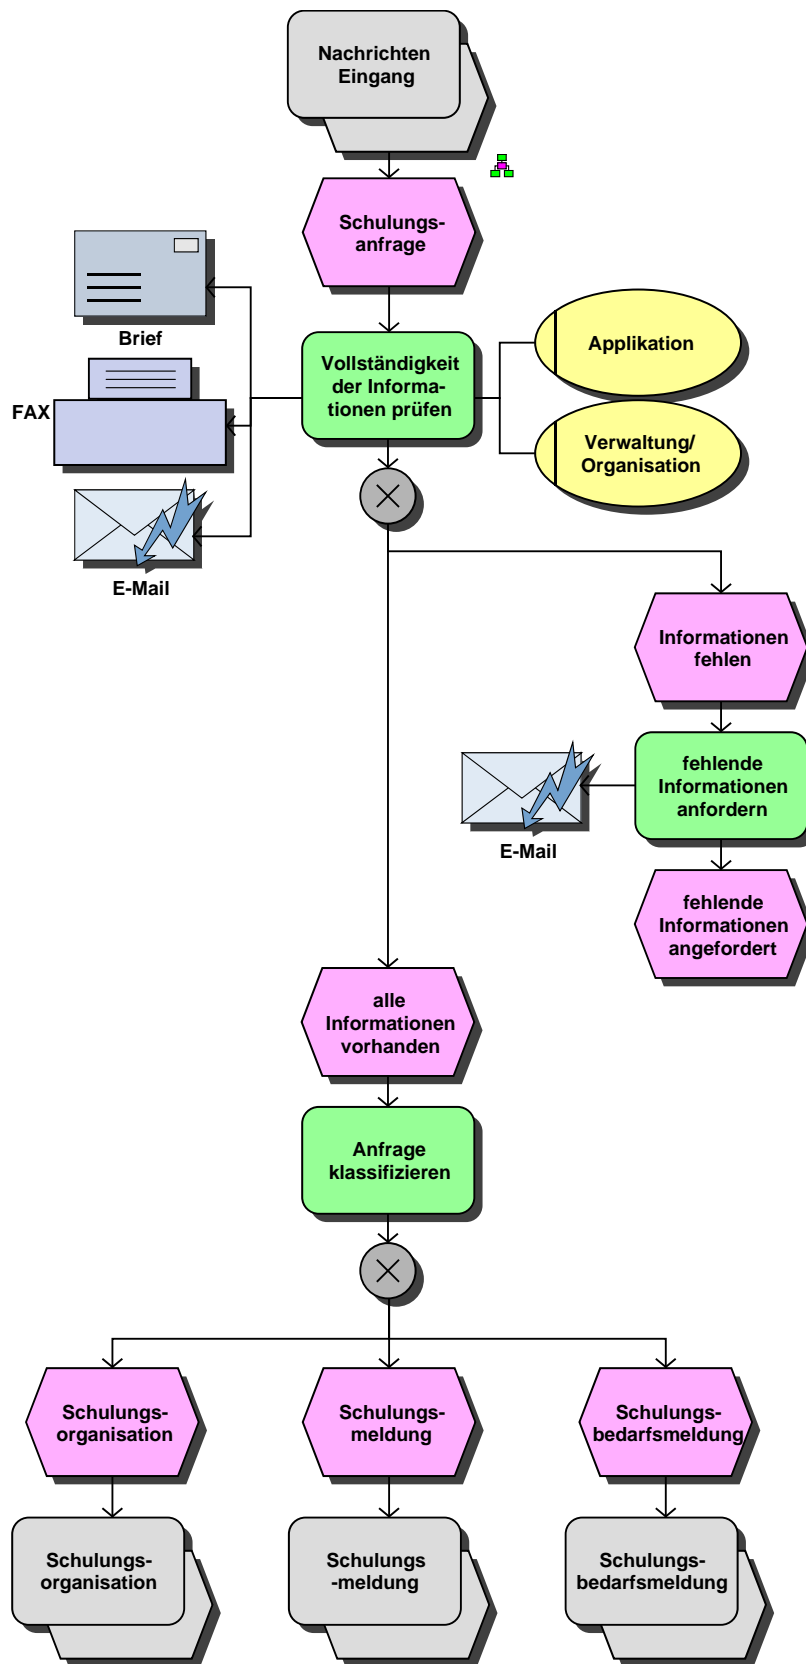 Nachrichten
Eingang
Schulungs-
anfrage
Brief
Vollständigkeit
der Informa-
tionen prüfen
Applikation
FAX
Verwaltung/
Organisation
E-Mail
Informationen
fehlen
fehlende
Informationen
anfordern
E-Mail
fehlende
Informationen
angefordert
alle
Informationen
vorhanden
Anfrage
klassifizieren
Schulungs-
organisation
Schulungs-
meldung
Schulungs-
bedarfsmeldung
Schulungs-
organisation
Schulungs
-meldung
Schulungs-
bedarfsmeldung